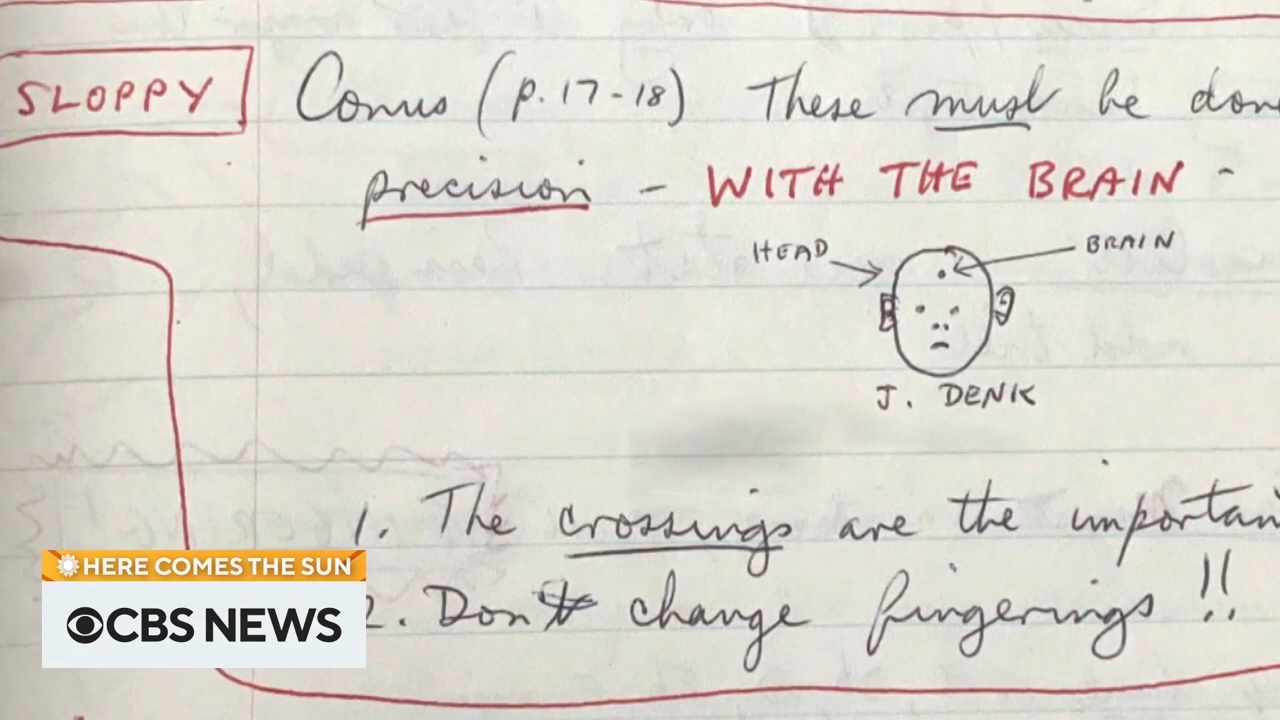 SLOPPY
Conus (p.17-18) These must be done
precision - WITH THE BRAIN -
HEAD
BRAIN
J. DENK
1. The crossings are the importan
2. Don't change fingerings !!
HERE COMES THE SUN
CBS NEWS